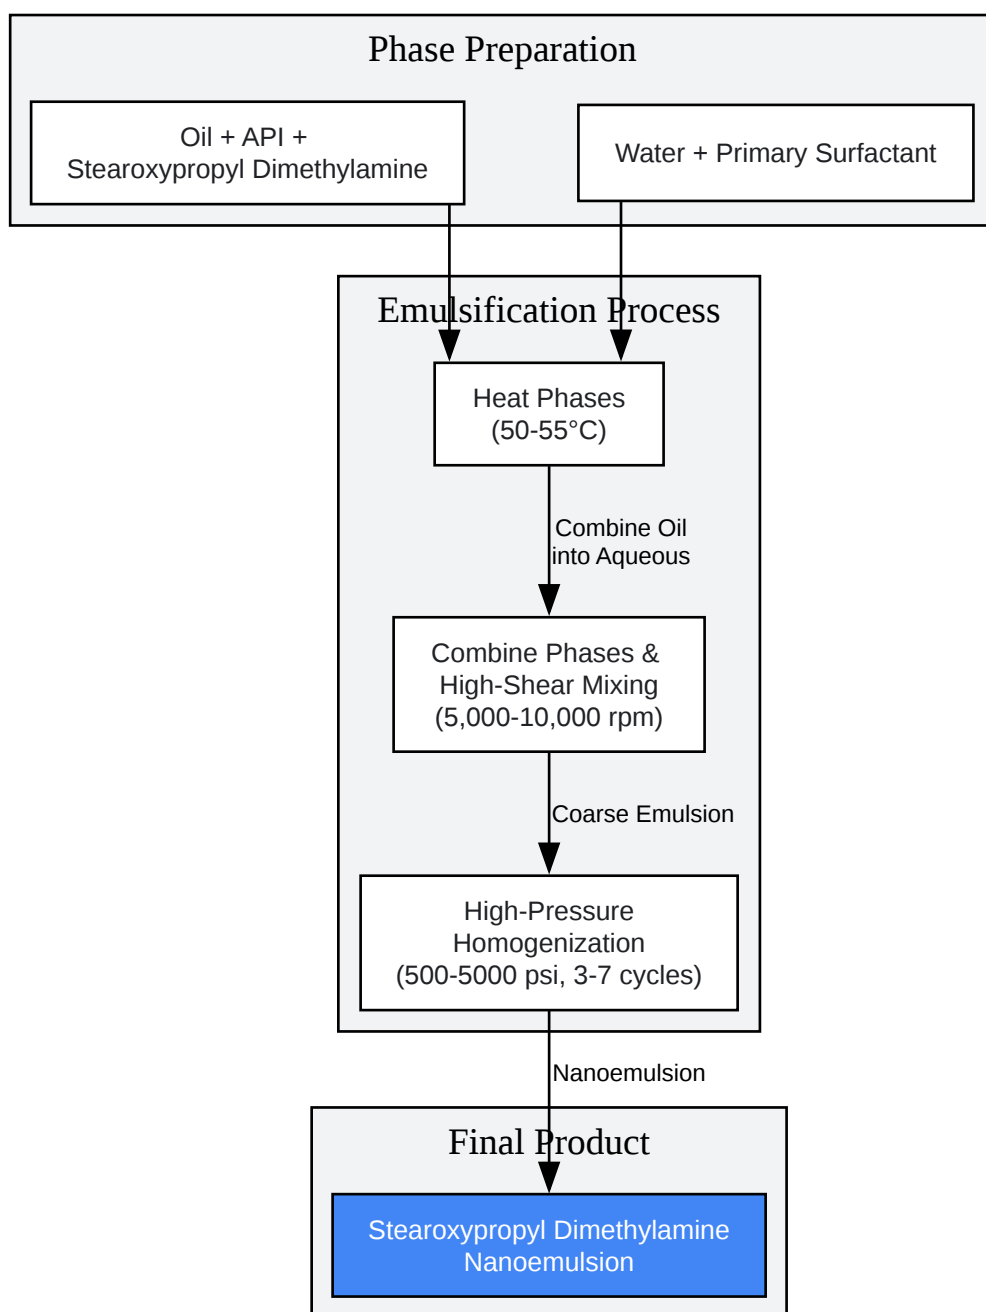 Phase Preparation
Oil + API +
Stearoxypropyl Dimethylamine
Water + Primary Surfactant
Emulsification Process
Heat Phases
(50-55°C)
Combine Oil
into Aqueous
Combine Phases &
High-Shear Mixing
(5,000-10,000 rpm)
Coarse Emulsion
High-Pressure
Homogenization
(500-5000 psi, 3-7 cycles)
Nanoemulsion
Final Product
Stearoxypropyl Dimethylamine
Nanoemulsion